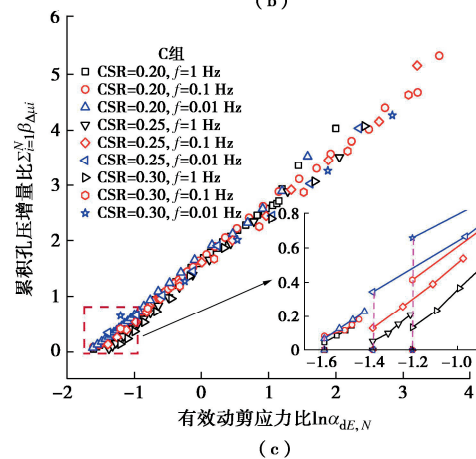 (b)
6
5
4
3
2
1
0
累积孔压增量比Σ_{i=1}^{N}β_{Δμi}
C组
CSR=0.20, f=1 Hz
CSR=0.20, f=0.1 Hz
CSR=0.20, f=0.01 Hz
CSR=0.25, f=1 Hz
CSR=0.25, f=0.1 Hz
CSR=0.25, f=0.01 Hz
CSR=0.30, f=1 Hz
CSR=0.30, f=0.1 Hz
CSR=0.30, f=0.01 Hz
0.8
0.6
0.4
0.2
0
-1.6 -1.4 -1.2 -1.0
-2 -1 0 1 2 3 4
有效动剪应力比lnα_{dE,N}
(c)